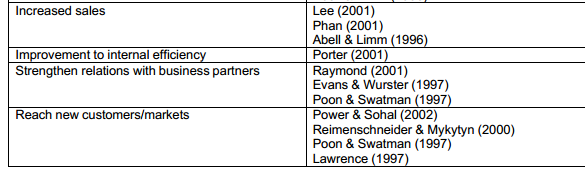 Increased sales
Lee (2001)
Phan (2001)
Abell & Limm (1996)
Improvement to internal efficiency
Porter (2001)
Strengthen relations with business partners
Raymond (2001)
Evans & Wurster (1997)
Poon & Swatman (1997)
Reach new customers/markets
Power & Sohal (2002)
Reimenschneider & Mykytyn (2000)
Poon & Swatman (1997)
Lawrence (1997)